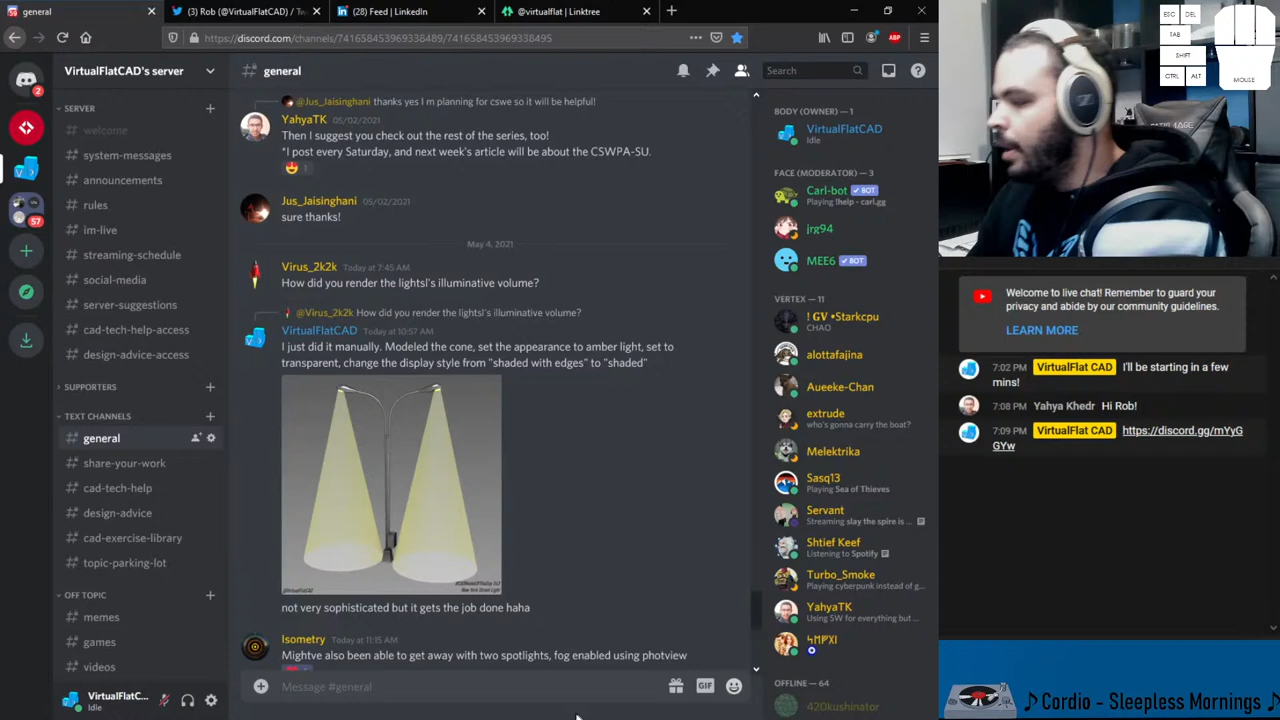 general
(3) Rob (@VirtualFlatCAD) / Tw
(28) Feed | LinkedIn
@virtualflat | Linktree
https://discord.com/channels/741658453969338489/741658453969338495
ABP
VirtualFlatCAD's server
general
Search
SERVER
welcome
system-messages
announcements
rules
im-live
streaming-schedule
social-media
server-suggestions
cad-tech-help-access
design-advice-access
SUPPORTERS
TEXT CHANNELS
general
share-your-work
cad-tech-help
design-advice
cad-exercise-library
topic-parking-lot
OFF TOPIC
memes
games
videos
VirtualFlatC...
Idle
2
57
@Jus_Jaisinghani thanks yes I m planning for cswe so it will be helpful!
YahyaTK 05/02/2021
Then I suggest you check out the rest of the series, too!
*I post every Saturday, and next week's article will be about the CSWPA-SU.
1
Jus_Jaisinghani 05/02/2021
sure thanks!
May 4, 2021
Virus_2k2k Today at 7:45 AM
How did you render the lightsl's illuminative volume?
@Virus_2k2k How did you render the lightsl's illuminative volume?
VirtualFlatCAD Today at 10:57 AM
I just did it manually. Modeled the cone, set the appearance to amber light, set to
transparent, change the display style from "shaded with edges" to "shaded"
not very sophisticated but it gets the job done haha
Isometry Today at 11:15 AM
Mightve also been able to get away with two spotlights, fog enabled using photview
Message #general
GIF
BODY (OWNER) — 1
VirtualFlatCAD
Idle
FACE (MODERATOR) — 3
Carl-bot BOT
Playing !help - carl.gg
jrg94
MEE6 BOT
VERTEX — 11
! GV •Starkcpu
CHAO
alottafajina
Aueeke-Chan
extrude
who's gonna carry the boat?
Melektrika
Sasq13
Playing Sea of Thieves
Servant
Streaming slay the spire is ...
Shtief Keef
Listening to Spotify
Turbo_Smoke
Playing cyberpunk instead of g...
YahyaTK
Using SW for everything but ...
OFFLINE — 64
420kushinator
ESC DEL
TAB
SHIFT
CTRL ALT
MOUSE
Welcome to live chat! Remember to guard your
privacy and abide by our community guidelines.
LEARN MORE
7:02 PM VirtualFlat CAD I'll be starting in a few
mins!
7:08 PM Yahya Khedr Hi Rob!
7:09 PM VirtualFlat CAD https://discord.gg/mYyG
GYw
♪ Cordio - Sleepless Mornings ♪